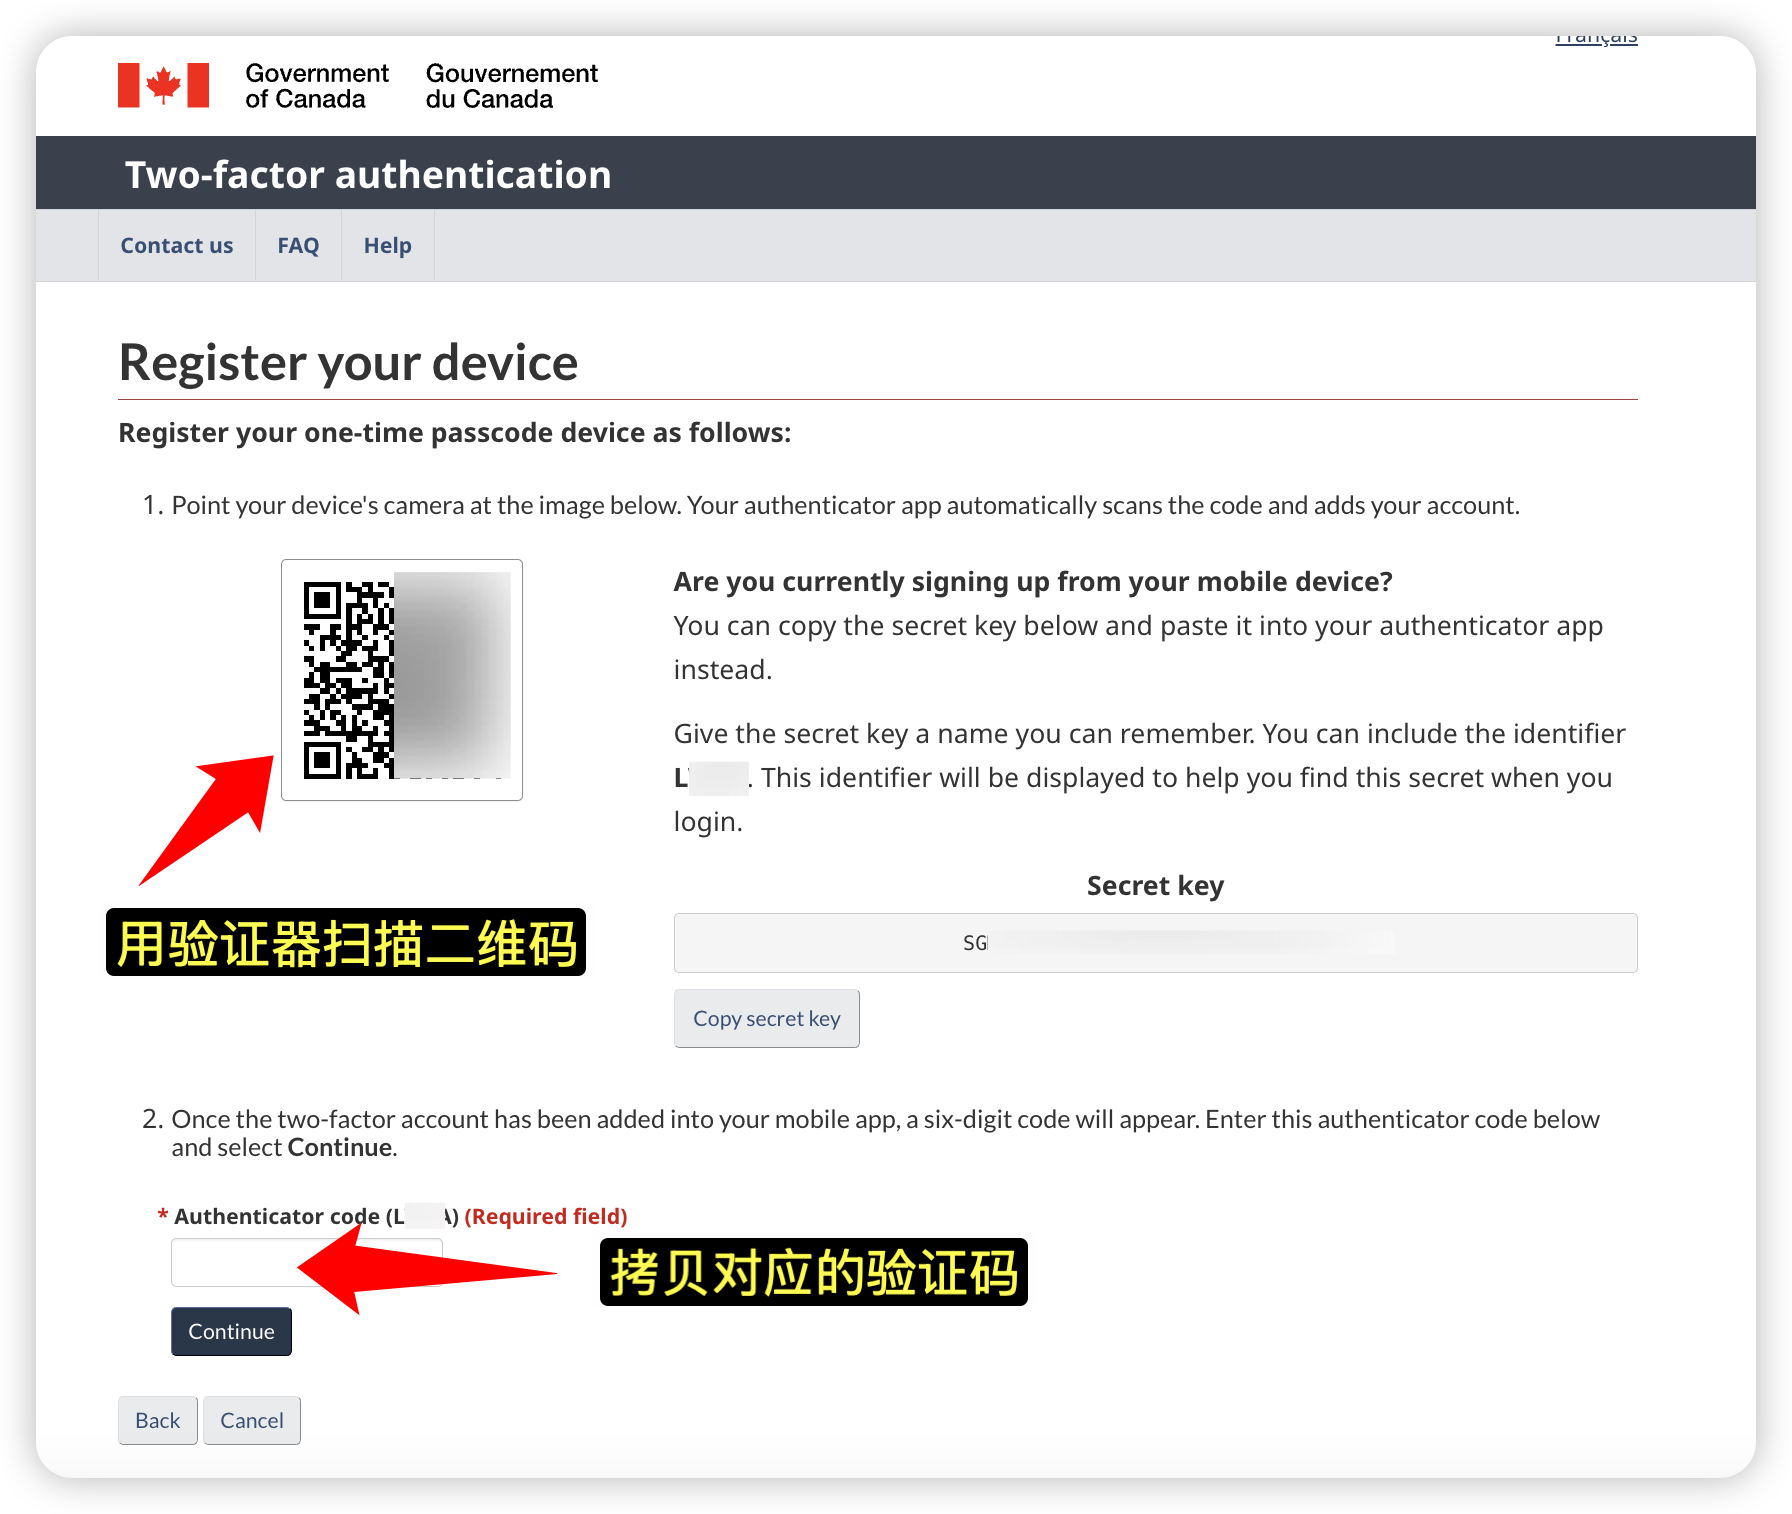 Français
Government
of Canada
Gouvernement
du Canada
Two-factor authentication
Contact us
FAQ
Help
Register your device
Register your one-time passcode device as follows:
1. Point your device's camera at the image below. Your authenticator app automatically scans the code and adds your account.
Are you currently signing up from your mobile device?
You can copy the secret key below and paste it into your authenticator app
instead.
Give the secret key a name you can remember. You can include the identifier
L . This identifier will be displayed to help you find this secret when you
login.
用验证器扫描二维码
Secret key
SG
Copy secret key
2. Once the two-factor account has been added into your mobile app, a six-digit code will appear. Enter this authenticator code below
and select Continue.
* Authenticator code (L A) (Required field)
拷贝对应的验证码
Continue
Back
Cancel